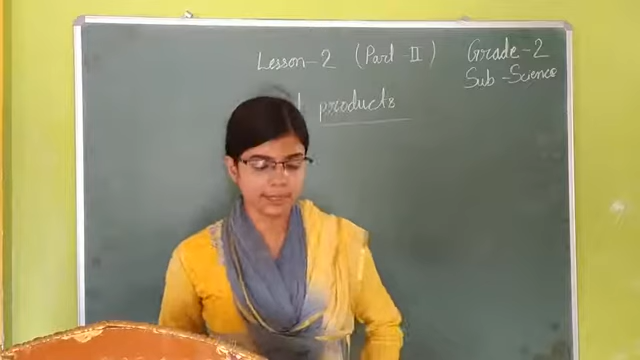 Lesson - 2 (Part - II)
Grade - 2
Sub - Science
products